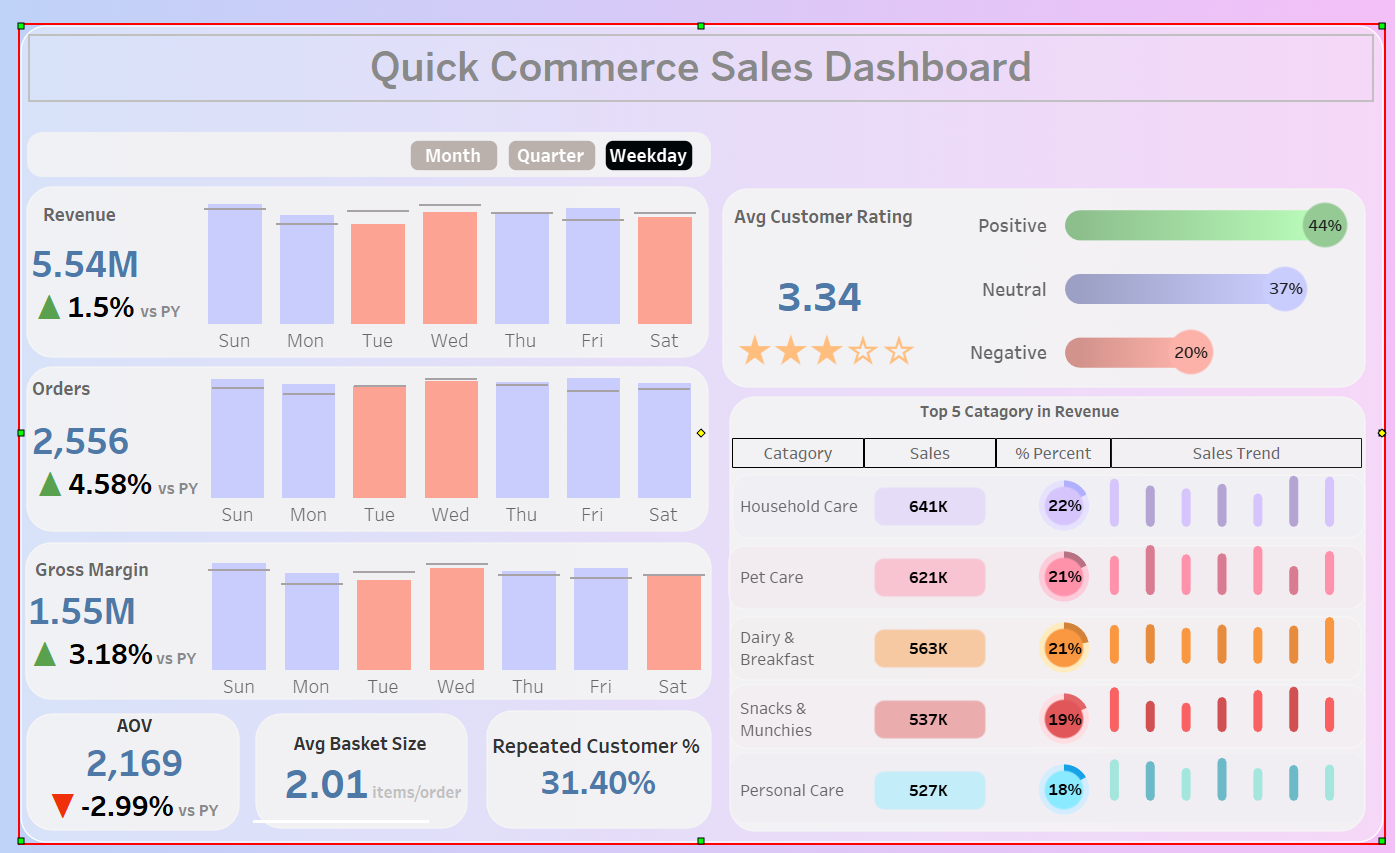 Quick Commerce Sales Dashboard
Month Quarter Weekday
Revenue
5.54M
1.5% vs PY
Sun Mon Tue Wed Thu Fri Sat
Orders
2,556
4.58% vs PY
Sun Mon Tue Wed Thu Fri Sat
Gross Margin
1.55M
3.18% vs PY
Sun Mon Tue Wed Thu Fri Sat
AOV
2,169
-2.99% vs PY
Avg Basket Size
2.01 items/order
Repeated Customer %
31.40%
Avg Customer Rating
3.34
Positive 44%
Neutral 37%
Negative 20%
Top 5 Catagory in Revenue
Catagory Sales % Percent Sales Trend
Household Care 641K 22%
Pet Care 621K 21%
Dairy &
Breakfast 563K 21%
Snacks &
Munchies 537K 19%
Personal Care 527K 18%